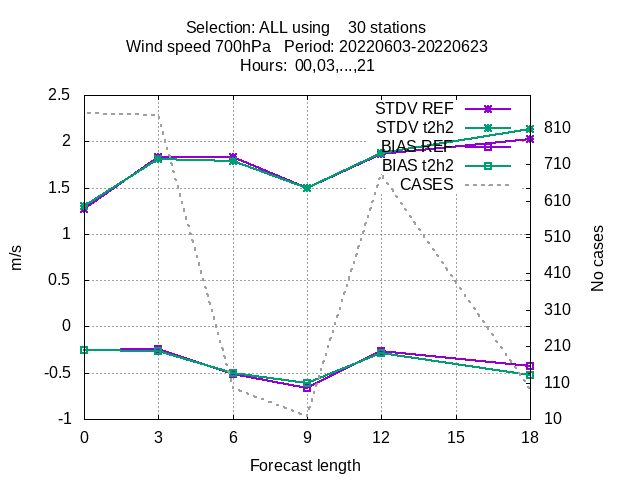 Selection: ALL using    30 stations
Wind speed 700hPa   Period: 20220603-20220623
Hours: 00,03,...,21
STDV REF
STDV t2h2
BIAS REF
BIAS t2h2
CASES
2.5
2
1.5
1
0.5
0
-0.5
-1
m/s
810
710
610
510
410
310
210
110
10
No cases
0 3 6 9 12 15 18
Forecast length